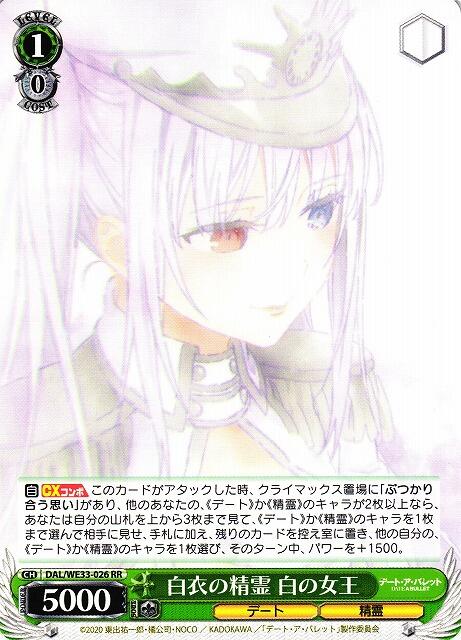 LEVEL
1
0
COST
自 CXコンボ このカードがアタックした時、クライマックス置場に「ぶつかり
合う思い」があり、他のあなたの、《デート》か《精霊》のキャラが2枚以上なら、
あなたは自分の山札を上から3枚まで見て、《デート》か《精霊》のキャラを1枚
まで選んで相手に見せ、手札に加え、残りのカードを控え室に置き、他の自分の、
《デート》か《精霊》のキャラを1枚選び、そのターン中、パワーを+1500。
CH DAL/WE33-026 RR
白衣の精霊 白の女王
デート・ア・バレット
DATE A BULLET
5000
POWER
デート
精霊
©2020 東出祐一郎・橘公司・NOCO / KADOKAWA /「デート・ア・バレット」製作委員会